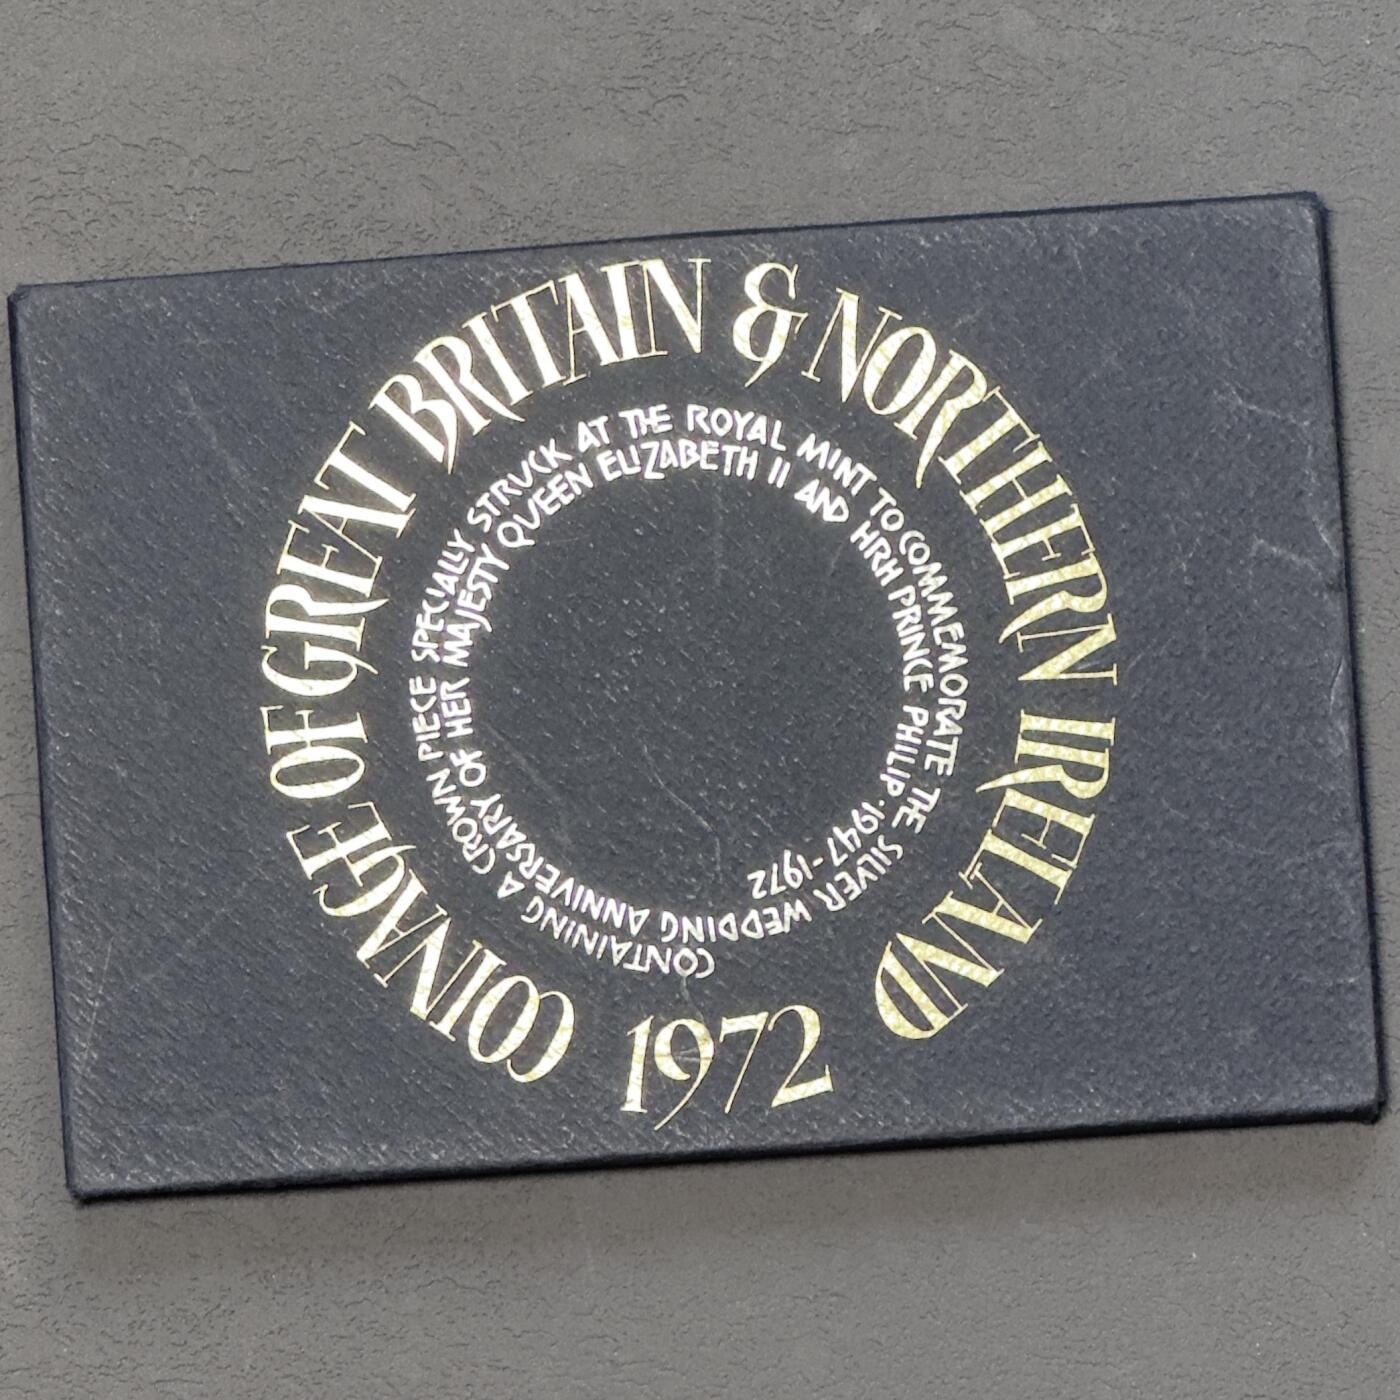 COINAGE OF GREAT BRITAIN & NORTHERN IRELAND
1972
CONTAINING A CROWN PIECE SPECIALLY STRUCK AT THE ROYAL MINT TO COMMEMORATE THE SILVER WEDDING ANNIVERSARY OF HER MAJESTY QUEEN ELIZABETH II AND HRH PRINCE PHILIP · 1947-1972